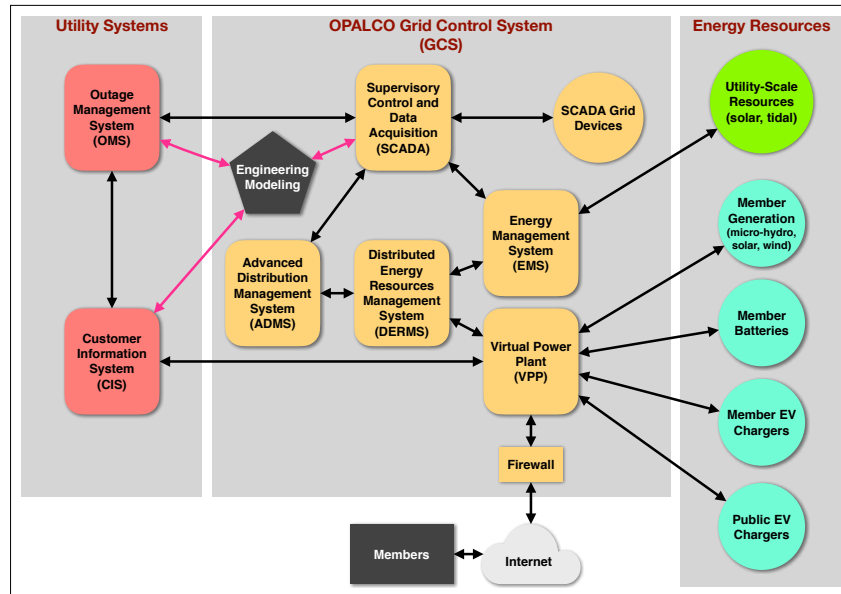 Utility Systems
OPALCO Grid Control System
(GCS)
Energy Resources
Outage
Management
System
(OMS)
Engineering
Modeling
Supervisory
Control and
Data
Acquisition
(SCADA)
SCADA Grid
Devices
Utility-Scale
Resources
(solar, tidal)
Member
Generation
(micro-hydro,
solar, wind)
Energy
Management
System
(EMS)
Advanced
Distribution
Management
System
(ADMS)
Distributed
Energy
Resources
Management
System
(DERMS)
Member
Batteries
Customer
Information
System
(CIS)
Virtual Power
Plant
(VPP)
Member EV
Chargers
Firewall
Public EV
Chargers
Members
Internet